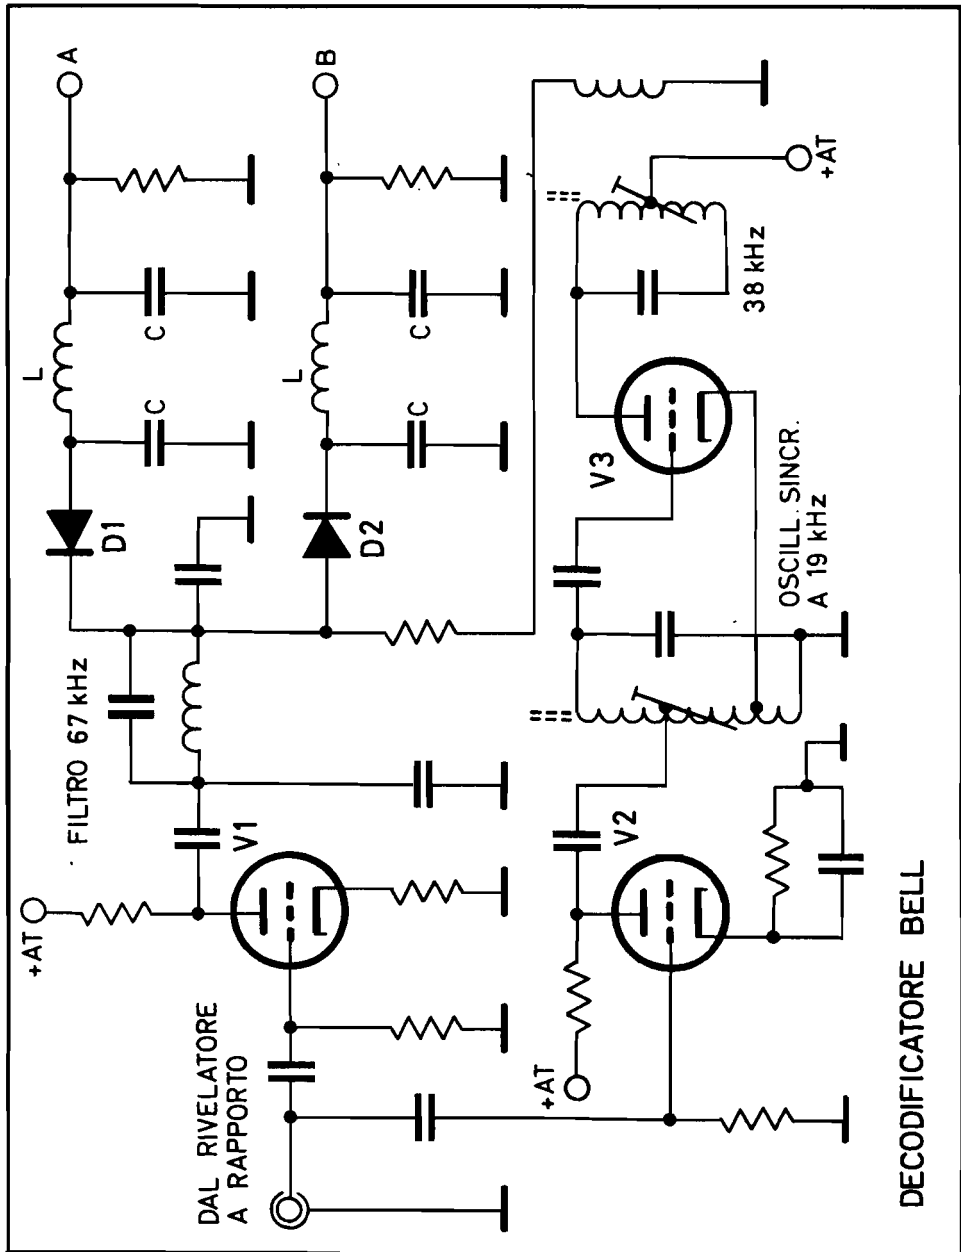 DAL RIVELATORE
A RAPPORTO
+AT
V1
FILTRO 67 kHz
D1
L
C
C
A
D2
L
C
C
B
+AT
V2
V3
OSCILL. SINCR.
A 19 kHz
38 kHz
+AT
DECODIFICATORE BELL